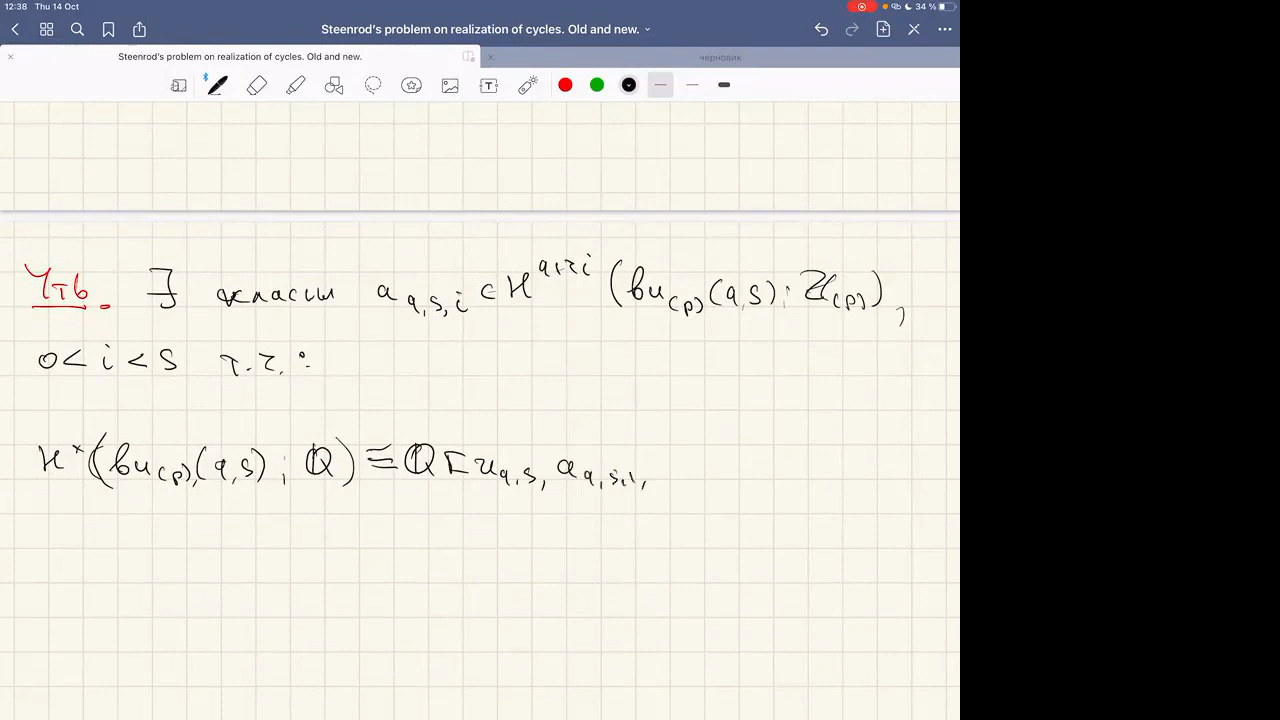 12:38 Thu 14 Oct
34 %
Steenrod's problem on realization of cycles. Old and new.
Steenrod's problem on realization of cycles. Old and new.
черновик
T
Утв. ∃ классы a_{q,s,i} ∈ H^{q+2i}(bu_{(p)}(q,s); ℤ_{(p)}),
0 < i < s т.ч.:
H^*(bu_{(p)}(q,s); ℚ) ≅ ℚ[u_{q,s}, a_{q,s,1},